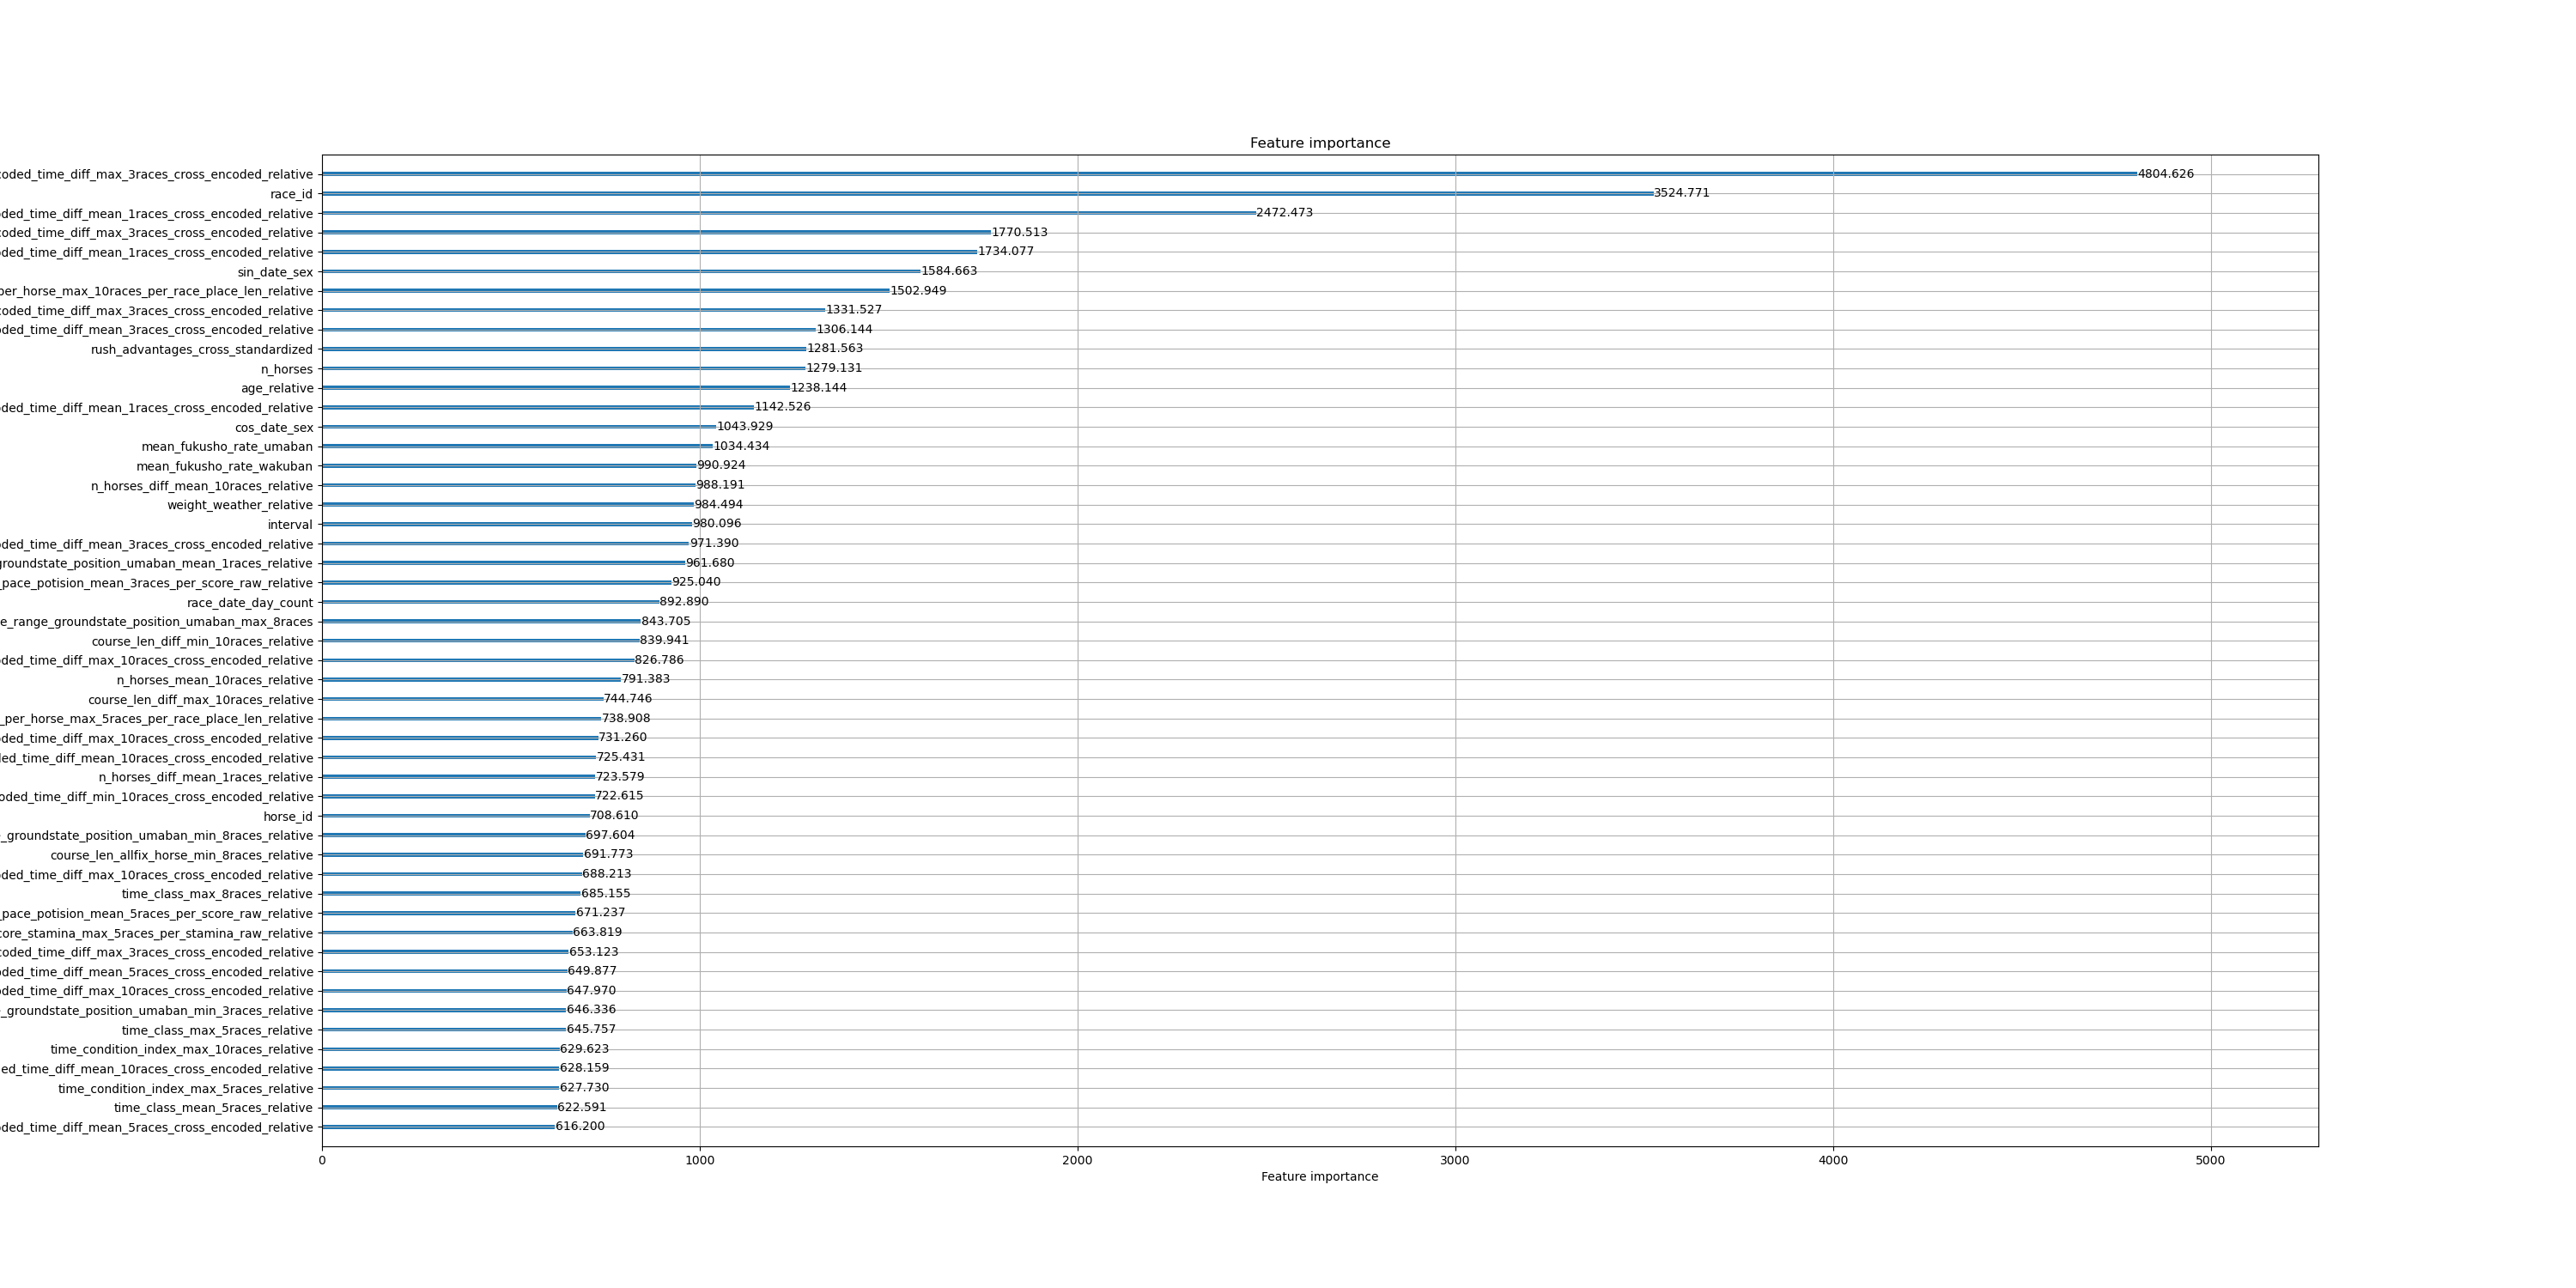 Feature importance
coded_time_diff_max_3races_cross_encoded_relative 4804.626
race_id 3524.771
ded_time_diff_mean_1races_cross_encoded_relative 2472.473
coded_time_diff_max_3races_cross_encoded_relative 1770.513
ded_time_diff_mean_1races_cross_encoded_relative 1734.077
sin_date_sex 1584.663
per_horse_max_10races_per_race_place_len_relative 1502.949
coded_time_diff_max_3races_cross_encoded_relative 1331.527
ded_time_diff_mean_3races_cross_encoded_relative 1306.144
rush_advantages_cross_standardized 1281.563
n_horses 1279.131
age_relative 1238.144
ded_time_diff_mean_1races_cross_encoded_relative 1142.526
cos_date_sex 1043.929
mean_fukusho_rate_umaban 1034.434
mean_fukusho_rate_wakuban 990.924
n_horses_diff_mean_10races_relative 988.191
weight_weather_relative 984.494
interval 980.096
ded_time_diff_mean_3races_cross_encoded_relative 971.390
groundstate_position_umaban_mean_1races_relative 961.680
_pace_potision_mean_3races_per_score_raw_relative 925.040
race_date_day_count 892.890
e_range_groundstate_position_umaban_max_8races 843.705
course_len_diff_min_10races_relative 839.941
ded_time_diff_max_10races_cross_encoded_relative 826.786
n_horses_mean_10races_relative 791.383
course_len_diff_max_10races_relative 744.746
_per_horse_max_5races_per_race_place_len_relative 738.908
ded_time_diff_max_10races_cross_encoded_relative 731.260
ed_time_diff_mean_10races_cross_encoded_relative 725.431
n_horses_diff_mean_1races_relative 723.579
oded_time_diff_min_10races_cross_encoded_relative 722.615
horse_id 708.610
_groundstate_position_umaban_min_8races_relative 697.604
course_len_allfix_horse_min_8races_relative 691.773
ded_time_diff_max_10races_cross_encoded_relative 688.213
time_class_max_8races_relative 685.155
_pace_potision_mean_5races_per_score_raw_relative 671.237
core_stamina_max_5races_per_stamina_raw_relative 663.819
coded_time_diff_max_3races_cross_encoded_relative 653.123
ded_time_diff_mean_5races_cross_encoded_relative 649.877
ded_time_diff_max_10races_cross_encoded_relative 647.970
_groundstate_position_umaban_min_3races_relative 646.336
time_class_max_5races_relative 645.757
time_condition_index_max_10races_relative 629.623
ed_time_diff_mean_10races_cross_encoded_relative 628.159
time_condition_index_max_5races_relative 627.730
time_class_mean_5races_relative 622.591
ded_time_diff_mean_5races_cross_encoded_relative 616.200
0 1000 2000 3000 4000 5000
Feature importance